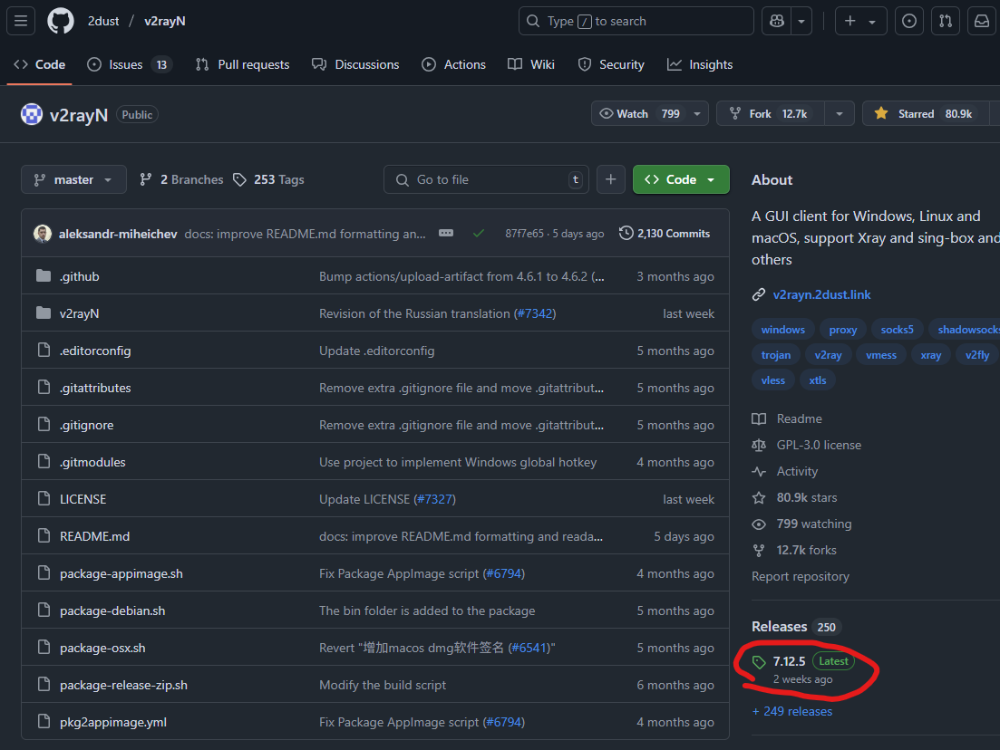 2dust / v2rayN
Type / to search
Code
Issues 13
Pull requests
Discussions
Actions
Wiki
Security
Insights
v2rayN Public
Watch 799
Fork 12.7k
Starred 80.9k
master
2 Branches
253 Tags
Go to file t
Code
aleksandr-miheichev docs: improve README.md formatting an... 87f7e65 · 5 days ago 2,130 Commits
.github Bump actions/upload-artifact from 4.6.1 to 4.6.2 (... 3 months ago
v2rayN Revision of the Russian translation (#7342) last week
.editorconfig Update .editorconfig 5 months ago
.gitattributes Remove extra .gitignore file and move .gitattribut... 5 months ago
.gitignore Remove extra .gitignore file and move .gitattribut... 5 months ago
.gitmodules Use project to implement Windows global hotkey 4 months ago
LICENSE Update LICENSE (#7327) last week
README.md docs: improve README.md formatting and reada... 5 days ago
package-appimage.sh Fix Package AppImage script (#6794) 4 months ago
package-debian.sh The bin folder is added to the package 5 months ago
package-osx.sh Revert "增加macos dmg软件签名 (#6541)" 5 months ago
package-release-zip.sh Modify the build script 6 months ago
pkg2appimage.yml Fix Package AppImage script (#6794) 4 months ago
About
A GUI client for Windows, Linux and
macOS, support Xray and sing-box and
others
v2rayn.2dust.link
windows proxy socks5 shadowsocks
trojan v2ray vmess xray v2fly
vless xtls
Readme
GPL-3.0 license
Activity
80.9k stars
799 watching
12.7k forks
Report repository
Releases 250
7.12.5 Latest
2 weeks ago
+ 249 releases